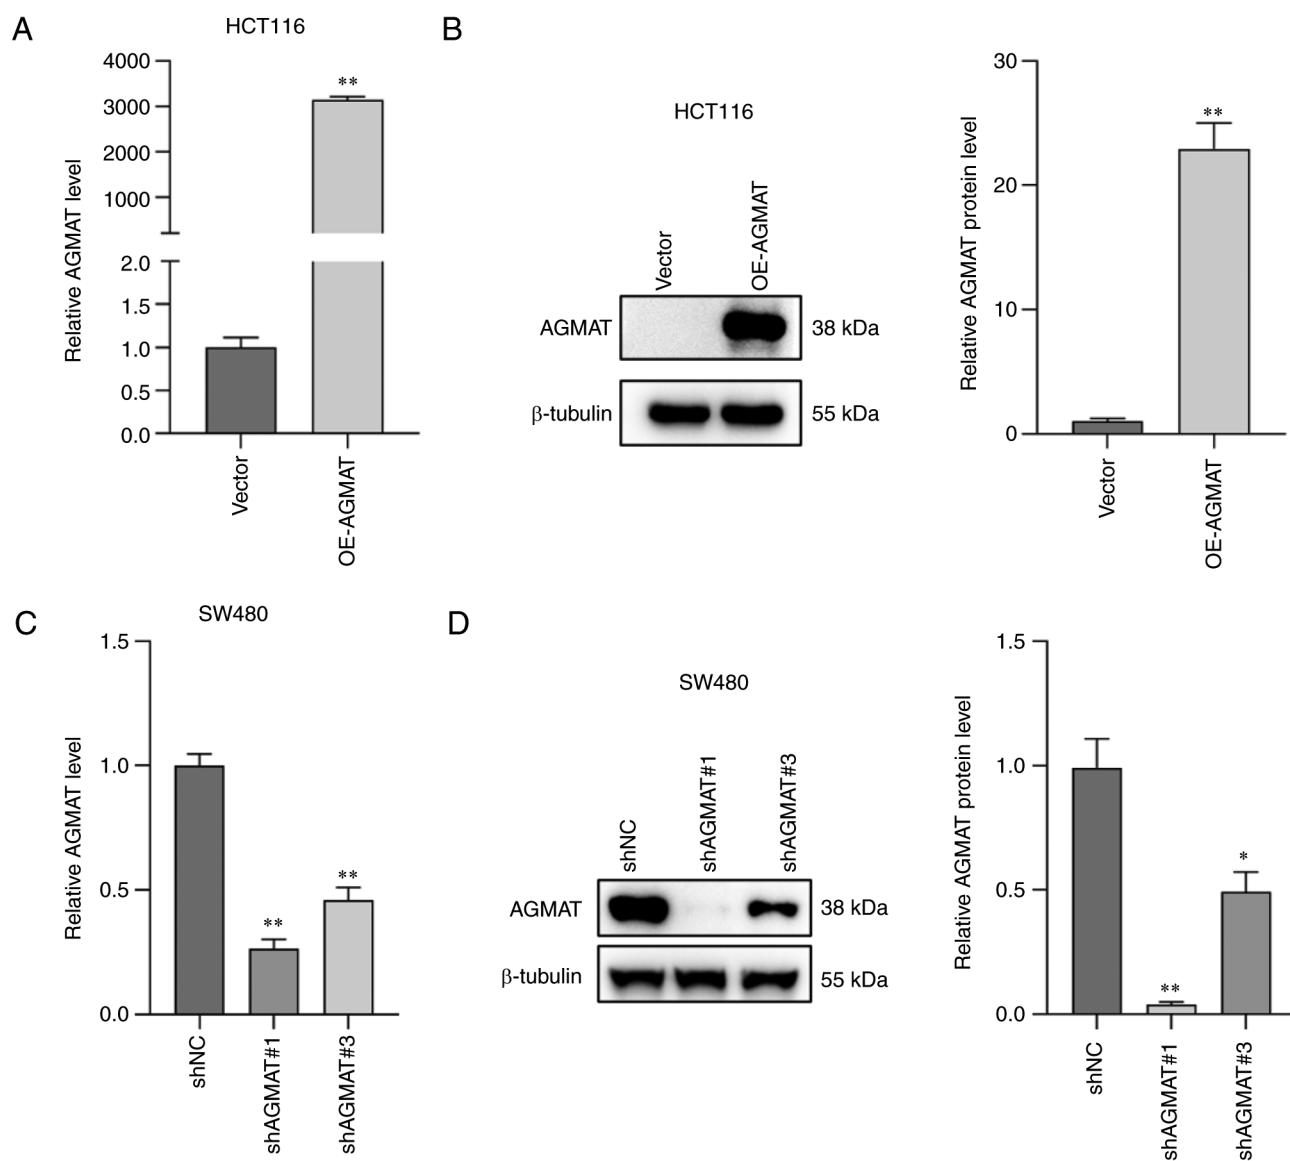 A
HCT116
Relative AGMAT level
4000
3000
2000
1000
2.0
1.5
1.0
0.5
0.0
**
Vector
OE-AGMAT
B
HCT116
Vector
OE-AGMAT
AGMAT
38 kDa
β-tubulin
55 kDa
Relative AGMAT protein level
30
20
10
0
**
Vector
OE-AGMAT
C
SW480
Relative AGMAT level
1.5
1.0
0.5
0.0
**
**
shNC
shAGMAT#1
shAGMAT#3
D
SW480
shNC
shAGMAT#1
shAGMAT#3
AGMAT
38 kDa
β-tubulin
55 kDa
Relative AGMAT protein level
1.5
1.0
0.5
0.0
**
*
shNC
shAGMAT#1
shAGMAT#3